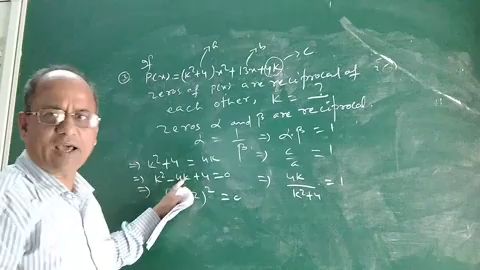 If a b c
③. P(x) = (k²+4)x² + 13x + (4k)
zeros of P(x) are reciprocal of
each other, k = ?
zeros α and β are reciprocal.
α = 1/β ⇒ αβ = 1
⇒ k²+4 = 4k ⇒ c/a = 1
⇒ k² - 4k + 4 = 0 ⇒ 4k/(k²+4) = 1
⇒ 2)² = 0